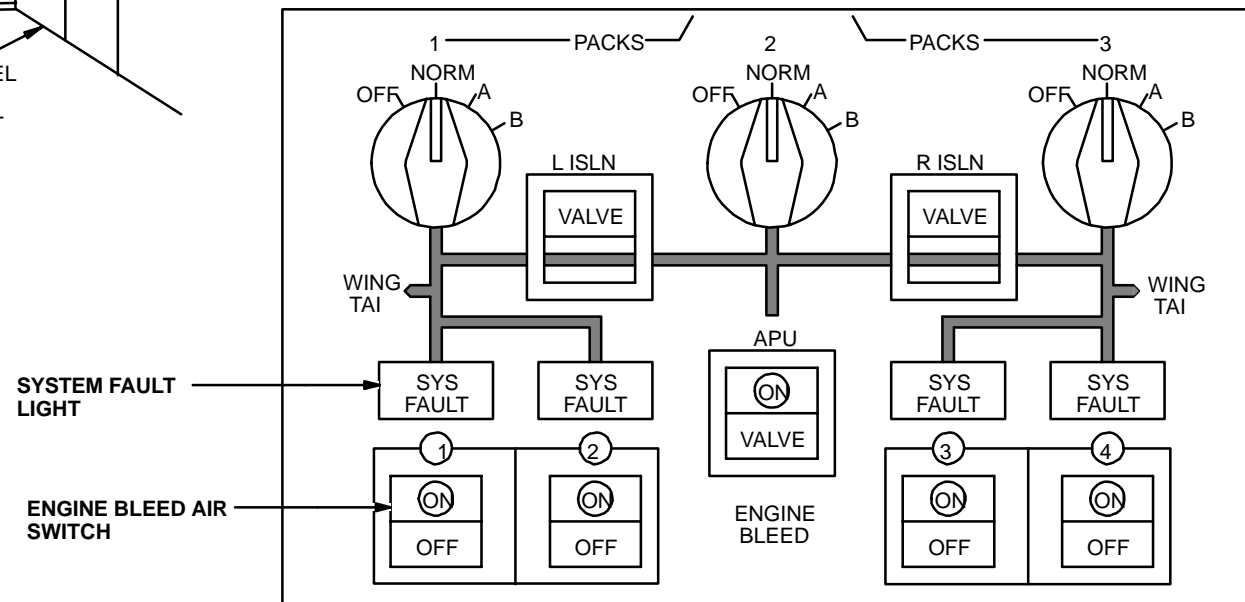 EL
1 PACKS 2 PACKS 3
NORM NORM NORM
OFF A OFF A OFF A
B B B
L ISLN R ISLN
VALVE VALVE
WING
TAI
WING
TAI
APU
ON
VALVE
SYSTEM FAULT
LIGHT
SYS
FAULT
SYS
FAULT
SYS
FAULT
SYS
FAULT
1 2 3 4
ENGINE BLEED AIR
SWITCH
ON ON ON ON
OFF OFF OFF OFF
ENGINE
BLEED